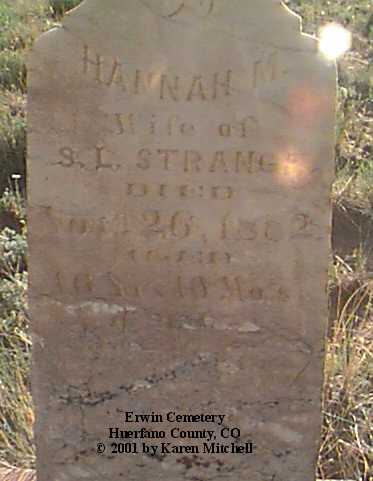 HANNAH M.
Wife of
S. L. STRANGE
DIED
26, 1882
AGED
10 Mo's
Erwin Cemetery
Huerfano County, CO
© 2001 by Karen Mitchell